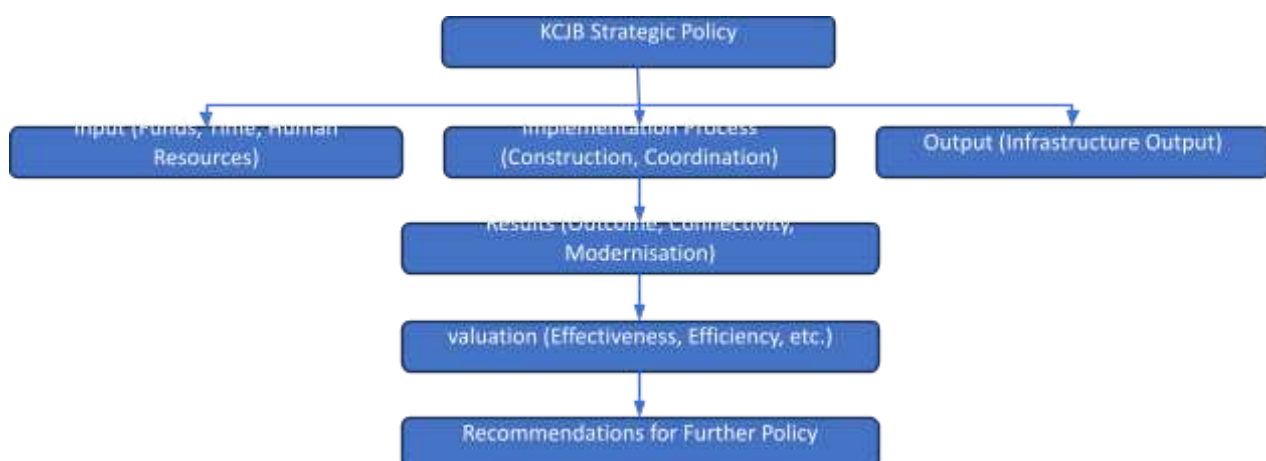 KCJB Strategic Policy
Input (Funds, Time, Human
Resources)
Implementation Process
(Construction, Coordination)
Output (Infrastructure Output)
Results (Outcome, Connectivity,
Modernisation)
valuation (Effectiveness, Efficiency, etc.)
Recommendations for Further Policy